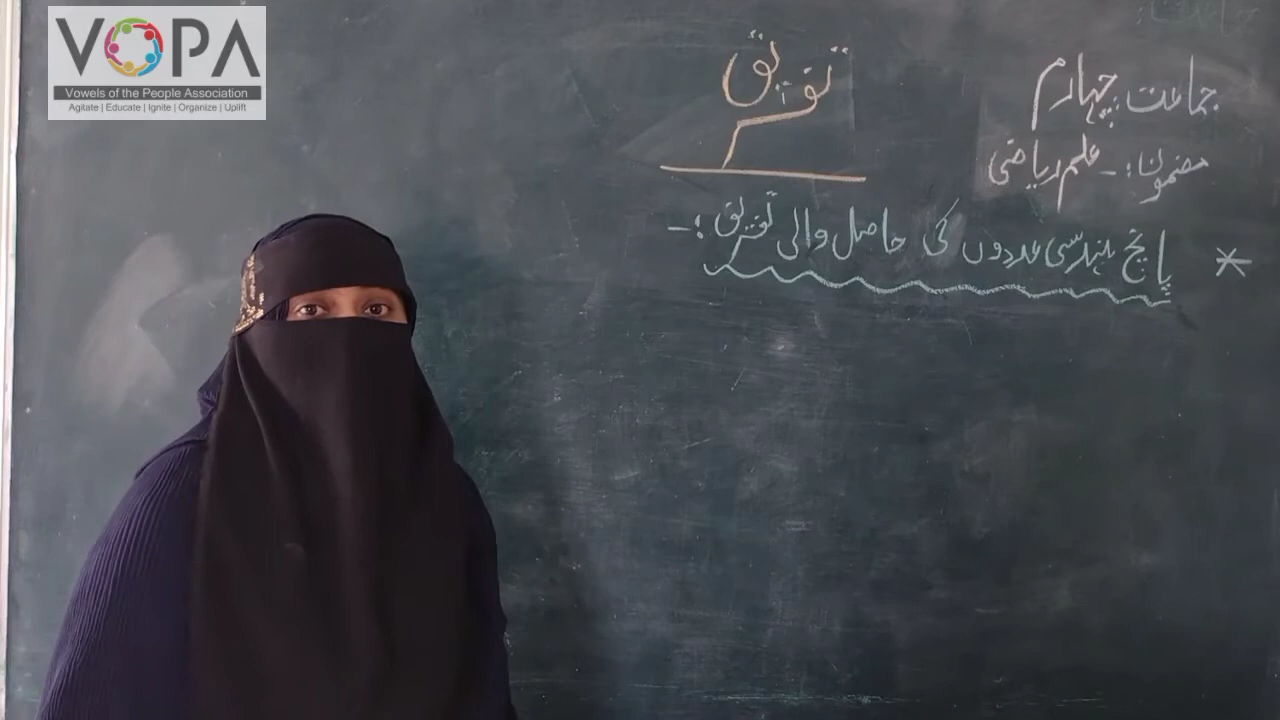 VOPA
Vowels of the People Association
Agitate | Educate | Ignite | Organize | Uplift
جماعت : چہارم
مضمون :- علم ریاضی
تفریق
* پانچ ہندسی عددوں کی حاصل والی تفریق :-